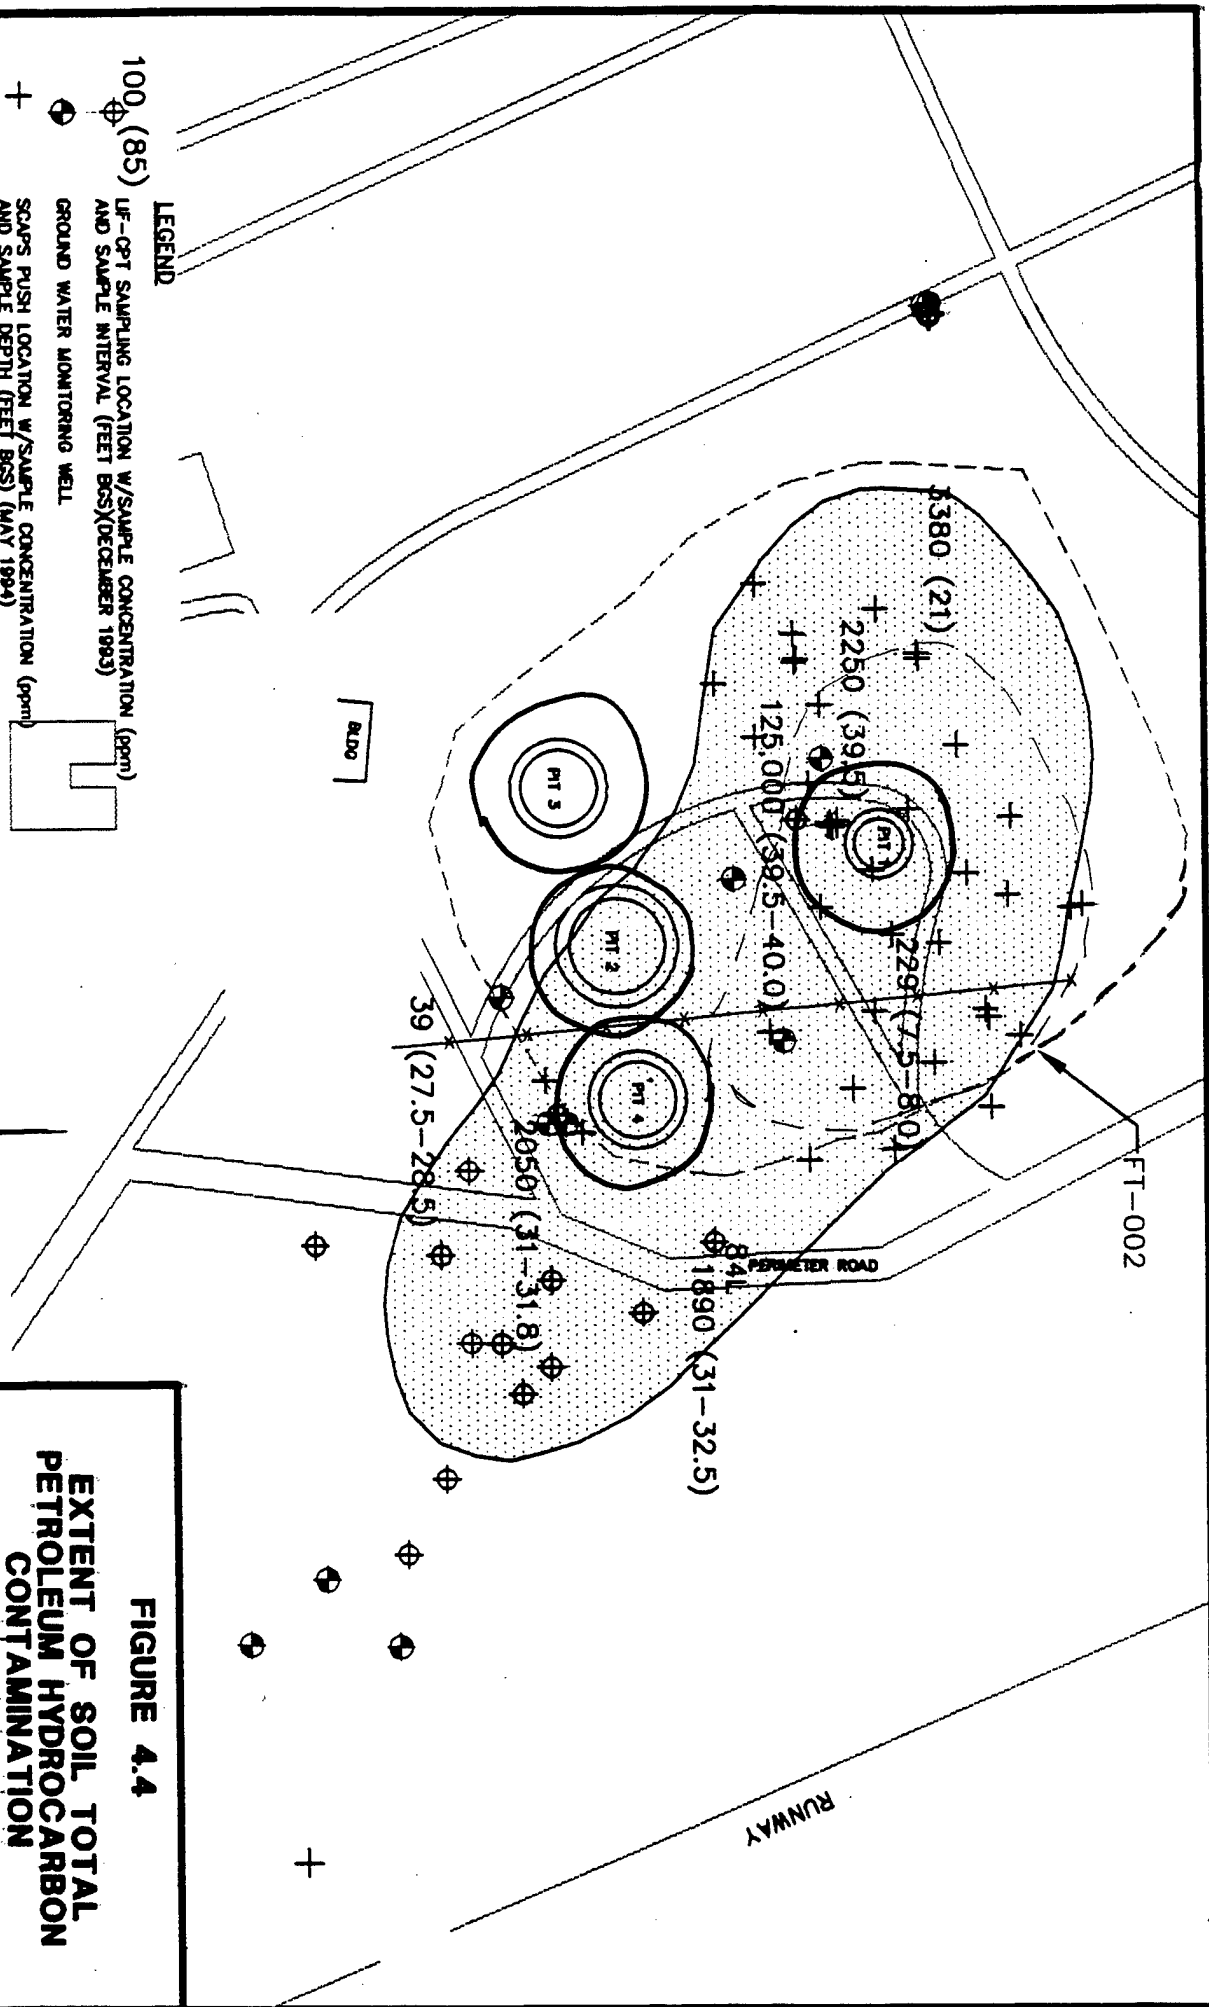 FT-002
3380 (21)
2250 (39.5)
PIT 1
229 (7.5-8.0)
125,000 (39.5-40.0)
PERIMETER ROAD
84L
1890 (31-32.5)
RUNWAY
PIT 3
PIT 2
PIT 4
2050 (31-31.8)
39 (27.5-28.5)
BLDG
LEGEND
100 (85)
LIF-CPT SAMPLING LOCATION W/SAMPLE CONCENTRATION (ppm)
AND SAMPLE INTERVAL (FEET BGS)(DECEMBER 1993)
GROUND WATER MONITORING WELL
SCAPS PUSH LOCATION W/SAMPLE CONCENTRATION (ppm)
AND SAMPLE DEPTH (FEET BGS) (MAY 1994)
FIGURE 4.4
EXTENT OF SOIL TOTAL
PETROLEUM HYDROCARBON
CONTAMINATION